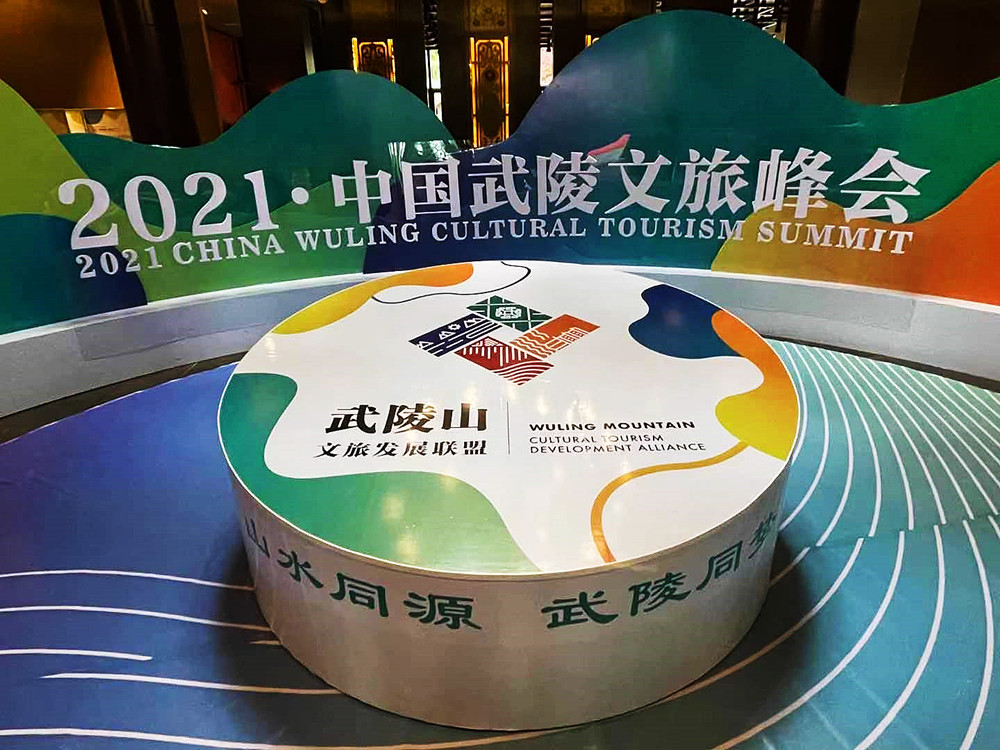 2021·中国武陵文旅峰会
2021 CHINA WULING CULTURAL TOURISM SUMMIT
武陵山
文旅发展联盟
WULING MOUNTAIN
CULTURAL TOURISM
DEVELOPMENT ALLIANCE
山水同源 武陵同梦